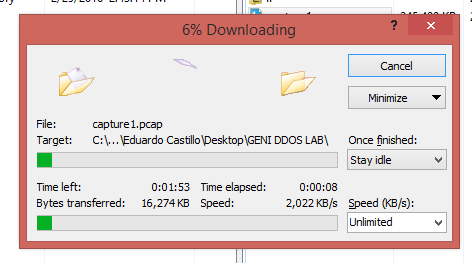 6% Downloading
?
Cancel
Minimize
File: capture1.pcap
Target: C:\...\Eduardo Castillo\Desktop\GENI DDOS LAB\
Once finished:
Stay idle
Time left: 0:01:53 Time elapsed: 0:00:08
Bytes transferred: 16,274 KB Speed: 2,022 KB/s
Speed (KB/s):
Unlimited